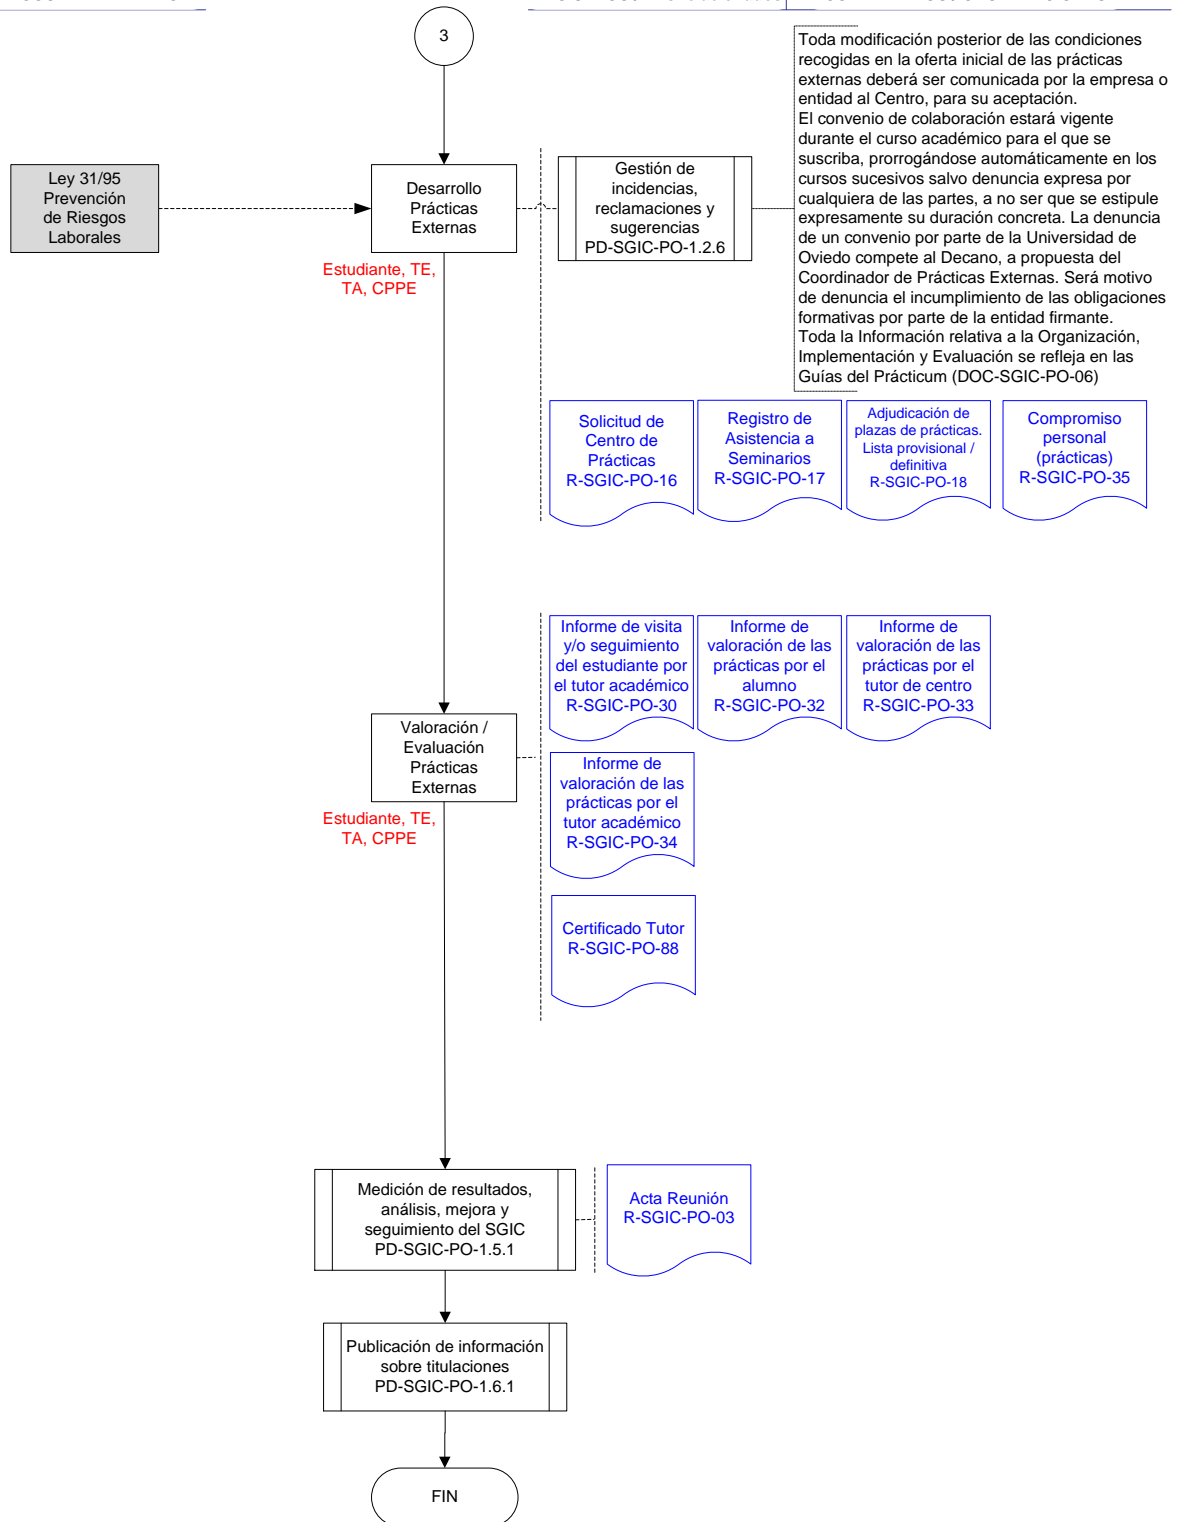 3
Toda modificación posterior de las condiciones
recogidas en la oferta inicial de las prácticas
externas deberá ser comunicada por la empresa o
entidad al Centro, para su aceptación.
El convenio de colaboración estará vigente
durante el curso académico para el que se
suscriba, prorrogándose automáticamente en los
cursos sucesivos salvo denuncia expresa por
cualquiera de las partes, a no ser que se estipule
expresamente su duración concreta. La denuncia
de un convenio por parte de la Universidad de
Oviedo compete al Decano, a propuesta del
Coordinador de Prácticas Externas. Será motivo
de denuncia el incumplimiento de las obligaciones
formativas por parte de la entidad firmante.
Toda la Información relativa a la Organización,
Implementación y Evaluación se refleja en las
Guías del Prácticum (DOC-SGIC-PO-06)
Ley 31/95
Prevención
de Riesgos
Laborales
Desarrollo
Prácticas
Externas
Gestión de
incidencias,
reclamaciones y
sugerencias
PD-SGIC-PO-1.2.6
Estudiante, TE,
TA, CPPE
Solicitud de
Centro de
Prácticas
R-SGIC-PO-16
Registro de
Asistencia a
Seminarios
R-SGIC-PO-17
Adjudicación de
plazas de prácticas.
Lista provisional /
definitiva
R-SGIC-PO-18
Compromiso
personal
(prácticas)
R-SGIC-PO-35
Informe de visita
y/o seguimiento
del estudiante por
el tutor académico
R-SGIC-PO-30
Informe de
valoración de las
prácticas por el
alumno
R-SGIC-PO-32
Informe de
valoración de las
prácticas por el
tutor de centro
R-SGIC-PO-33
Valoración /
Evaluación
Prácticas
Externas
Estudiante, TE,
TA, CPPE
Informe de
valoración de las
prácticas por el
tutor académico
R-SGIC-PO-34
Certificado Tutor
R-SGIC-PO-88
Medición de resultados,
análisis, mejora y
seguimiento del SGIC
PD-SGIC-PO-1.5.1
Acta Reunión
R-SGIC-PO-03
Publicación de información
sobre titulaciones
PD-SGIC-PO-1.6.1
FIN